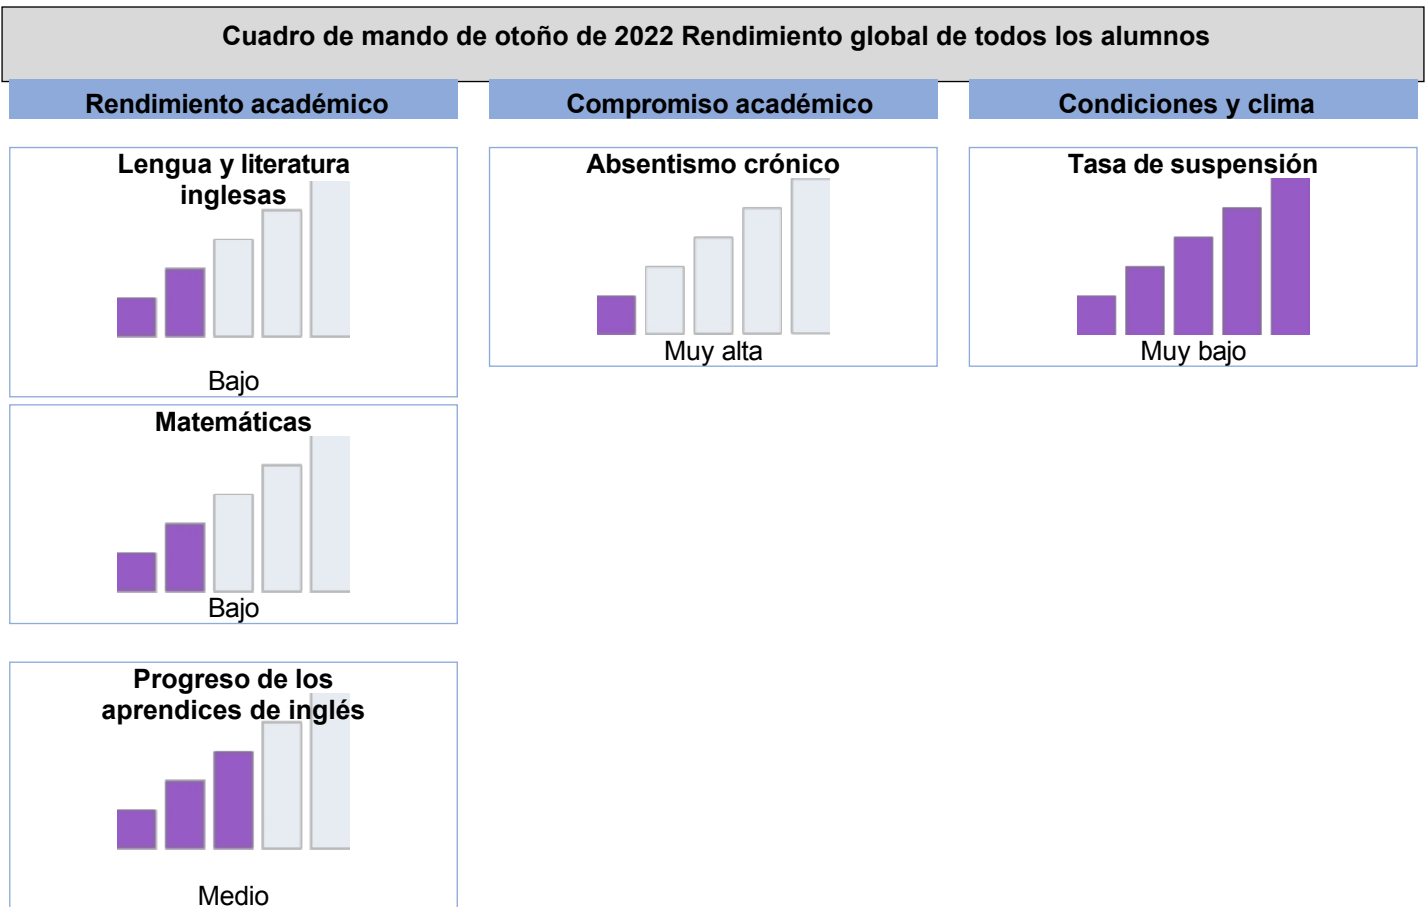 Cuadro de mando de otoño de 2022 Rendimiento global de todos los alumnos
Rendimiento académico
Compromiso académico
Condiciones y clima
Lengua y literatura
inglesas
Bajo
Absentismo crónico
Muy alta
Tasa de suspensión
Muy bajo
Matemáticas
Bajo
Progreso de los
aprendices de inglés
Medio